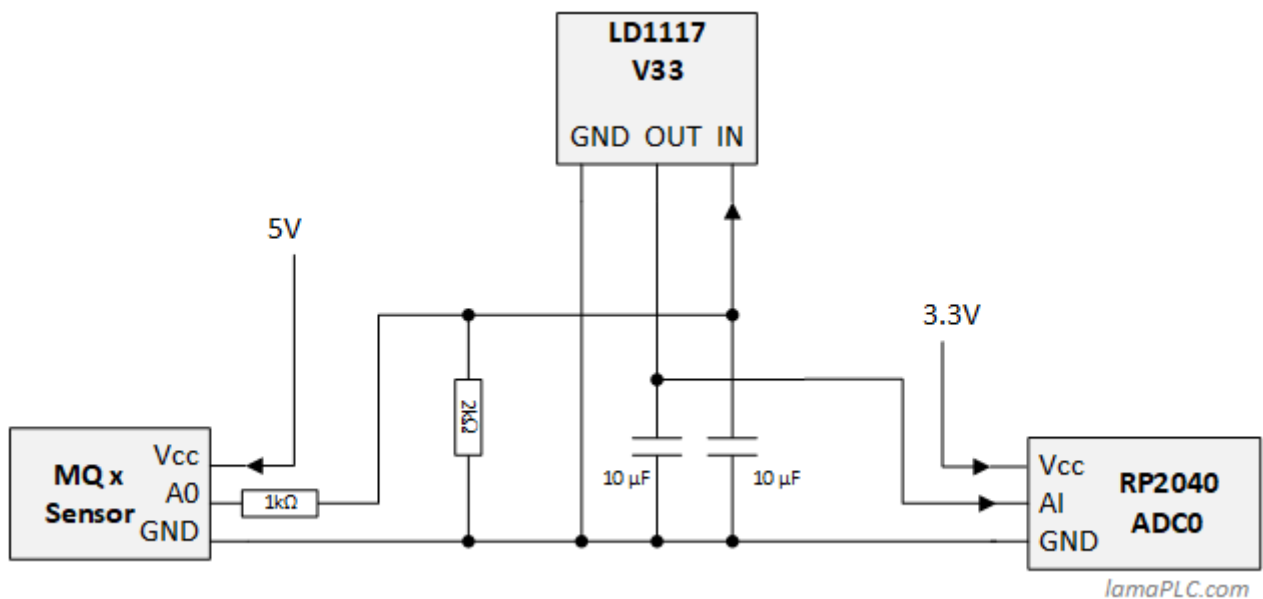 LD1117
V33
GND OUT IN
5V
3.3V
2kΩ
10 µF
10 µF
MQ x
Sensor
Vcc
A0
GND
1kΩ
Vcc
AI
GND
RP2040
ADC0
lamaPLC.com